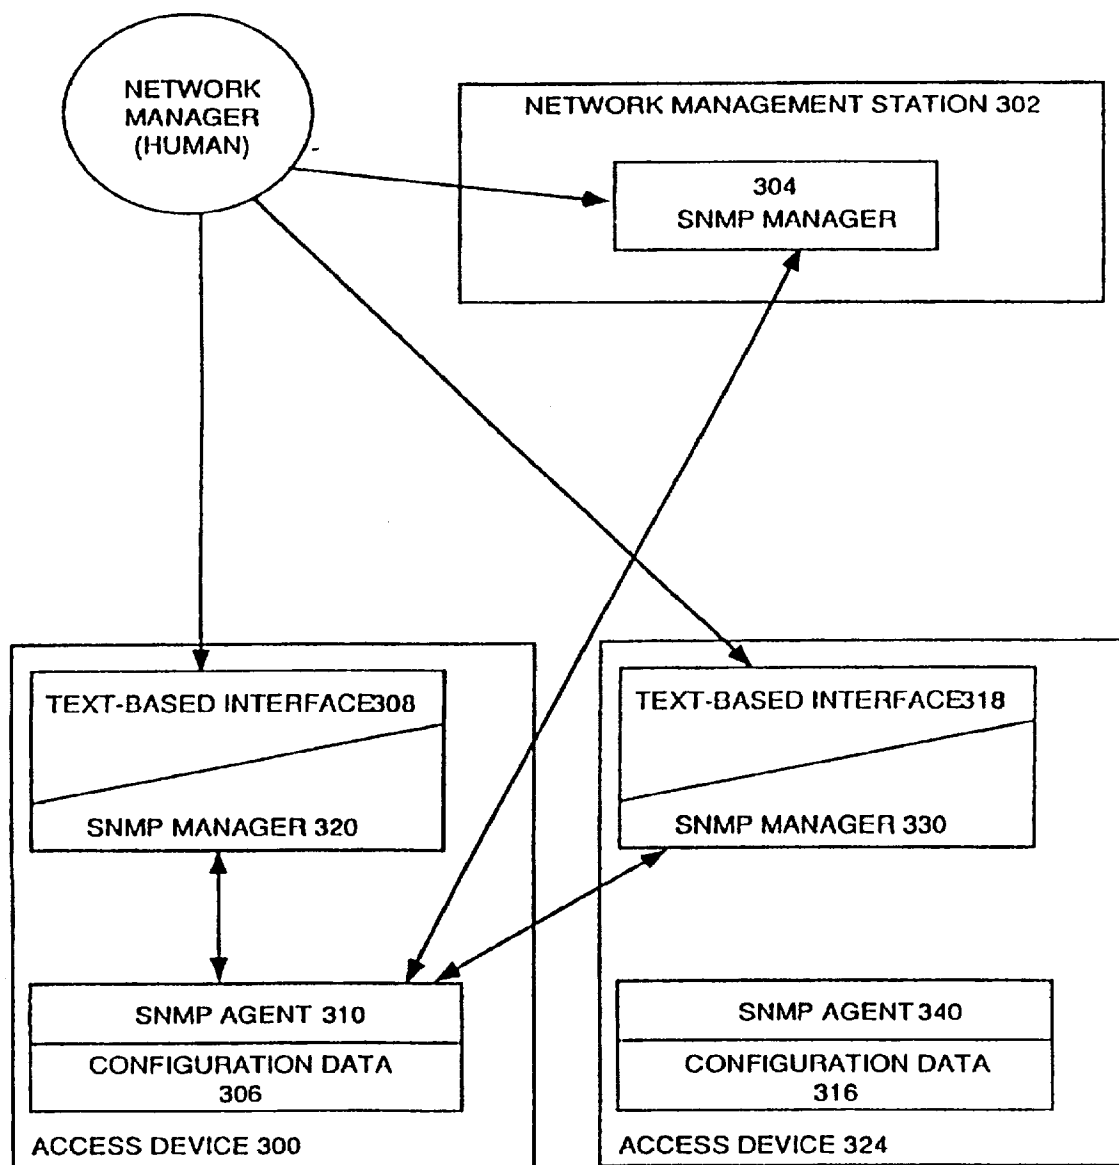 NETWORK
MANAGER
(HUMAN)
NETWORK MANAGEMENT STATION 302
304
SNMP MANAGER
TEXT-BASED INTERFACE308
SNMP MANAGER 320
SNMP AGENT 310
CONFIGURATION DATA
306
ACCESS DEVICE 300
TEXT-BASED INTERFACE318
SNMP MANAGER 330
SNMP AGENT 340
CONFIGURATION DATA
316
ACCESS DEVICE 324